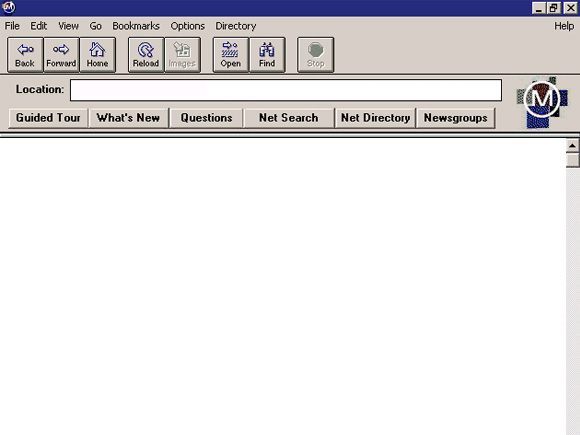 M
File Edit View Go Bookmarks Options Directory Help
Back Forward Home Reload Images Open Find Stop
Location:
M
Guided Tour What's New Questions Net Search Net Directory Newsgroups